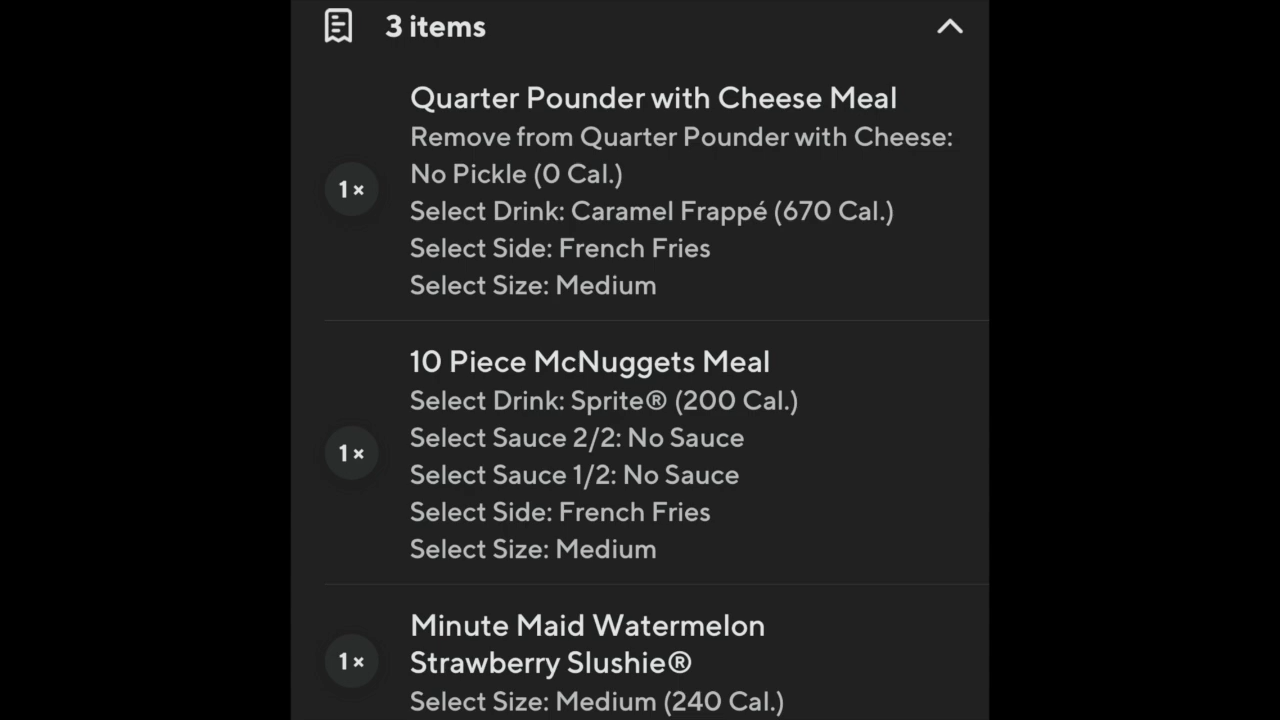 3 items
Quarter Pounder with Cheese Meal
Remove from Quarter Pounder with Cheese:
No Pickle (0 Cal.)
1 ×
Select Drink: Caramel Frappé (670 Cal.)
Select Side: French Fries
Select Size: Medium
10 Piece McNuggets Meal
Select Drink: Sprite® (200 Cal.)
Select Sauce 2/2: No Sauce
1 ×
Select Sauce 1/2: No Sauce
Select Side: French Fries
Select Size: Medium
Minute Maid Watermelon
Strawberry Slushie®
1 ×
Select Size: Medium (240 Cal.)